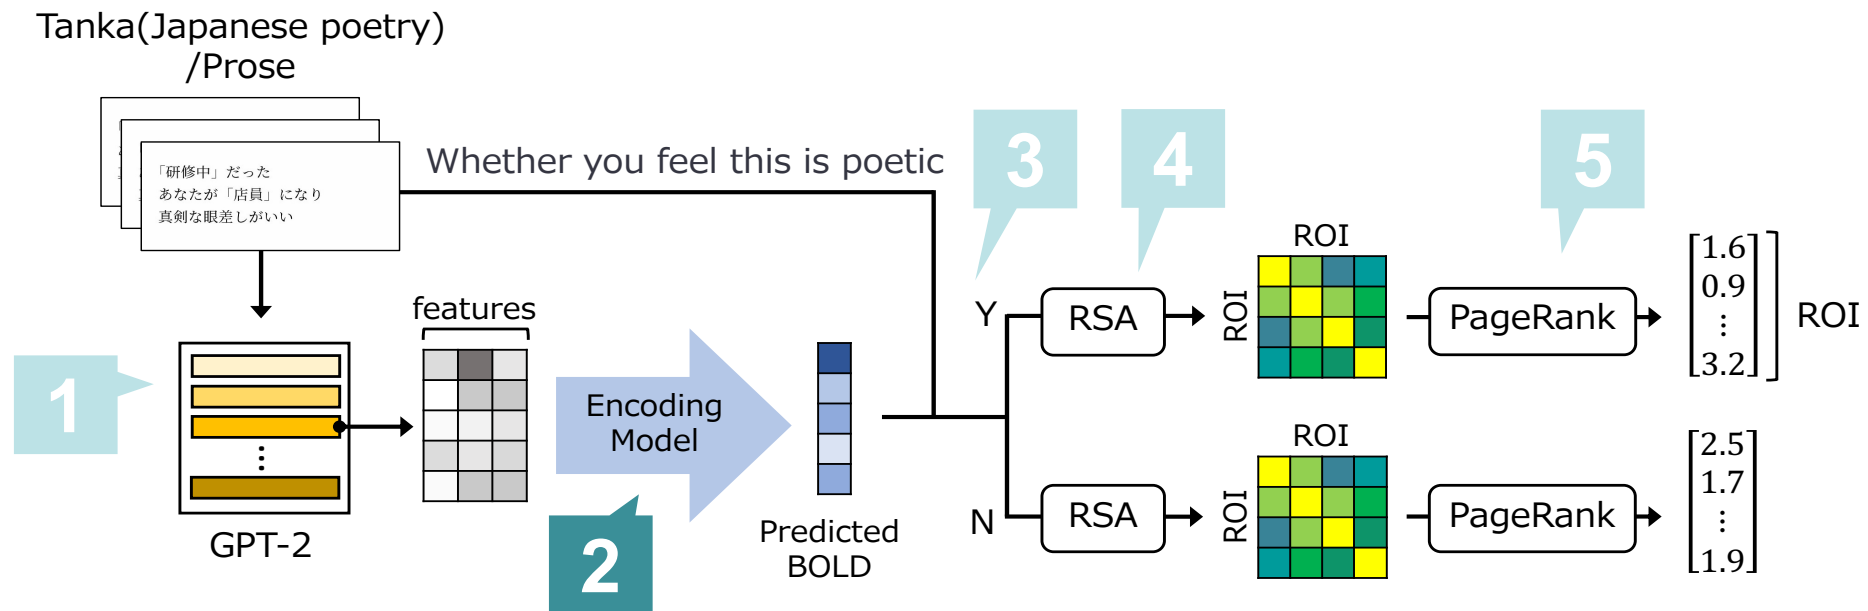 Tanka(Japanese poetry)
/Prose
「研修中」だった
あなたが「店員」になり
真剣な眼差しがいい
Whether you feel this is poetic
1
GPT-2
features
Encoding
Model
2
Predicted
BOLD
3
Y
N
4
RSA
ROI
ROI
5
PageRank
1.6
0.9
⋮
3.2
ROI
RSA
ROI
ROI
PageRank
2.5
1.7
⋮
1.9